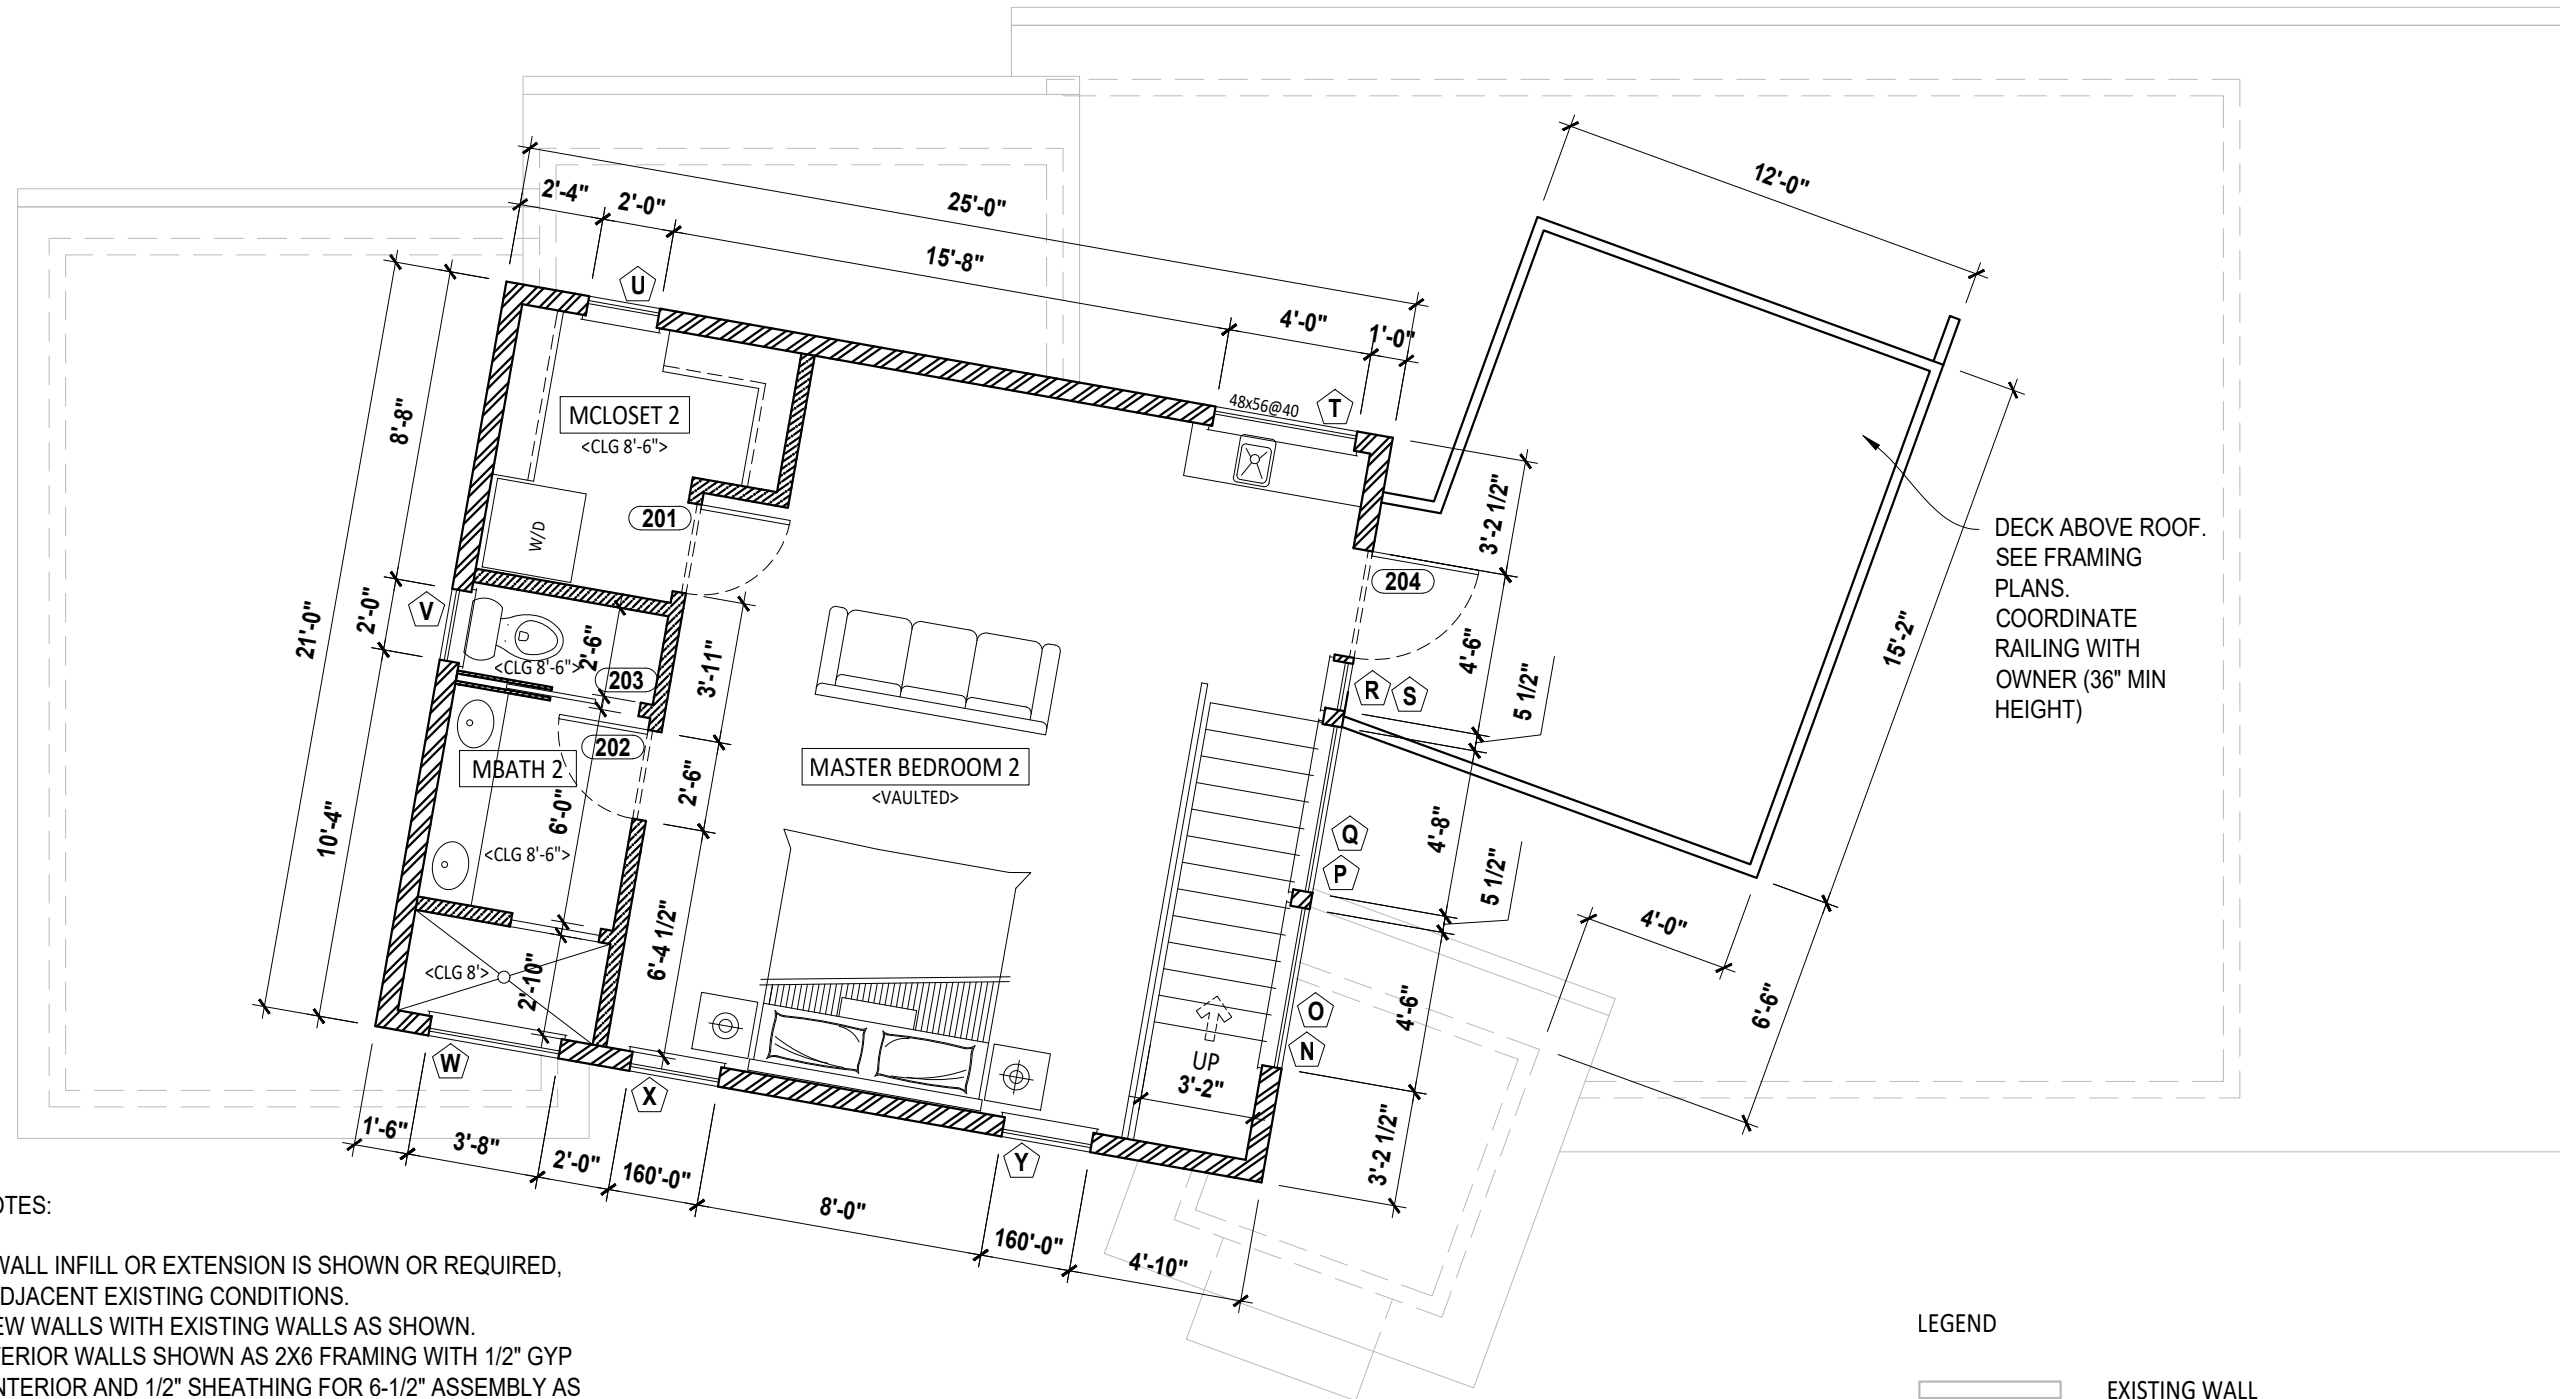 12'-0"
2'-4"
2'-0"
25'-0"
15'-8"
4'-0"
1'-0"
U
48x56@40
T
MCLOSET 2
<CLG 8'-6">
8'-8"
W/D
201
3'-2 1/2"
204
DECK ABOVE ROOF.
SEE FRAMING
PLANS.
COORDINATE
RAILING WITH
OWNER (36" MIN
HEIGHT)
V
2'-0"
21'-0"
2'-6"
<CLG 8'-6">
203
3'-11"
4'-6"
R
S
5 1/2"
15'-2"
202
MBATH 2
2'-6"
MASTER BEDROOM 2
<VAULTED>
6'-0"
<CLG 8'-6">
10'-4"
Q
P
4'-8"
5 1/2"
4'-0"
6'-4 1/2"
<CLG 8'>
2'-10"
O
N
4'-6"
6'-6"
UP
3'-2"
W
X
Y
3'-2 1/2"
1'-6"
3'-8"
2'-0"
160'-0"
8'-0"
160'-0"
4'-10"
OTES:
WALL INFILL OR EXTENSION IS SHOWN OR REQUIRED,
DJACENT EXISTING CONDITIONS.
EW WALLS WITH EXISTING WALLS AS SHOWN.
TERIOR WALLS SHOWN AS 2X6 FRAMING WITH 1/2" GYP
NTERIOR AND 1/2" SHEATHING FOR 6-1/2" ASSEMBLY AS
LEGEND
EXISTING WALL